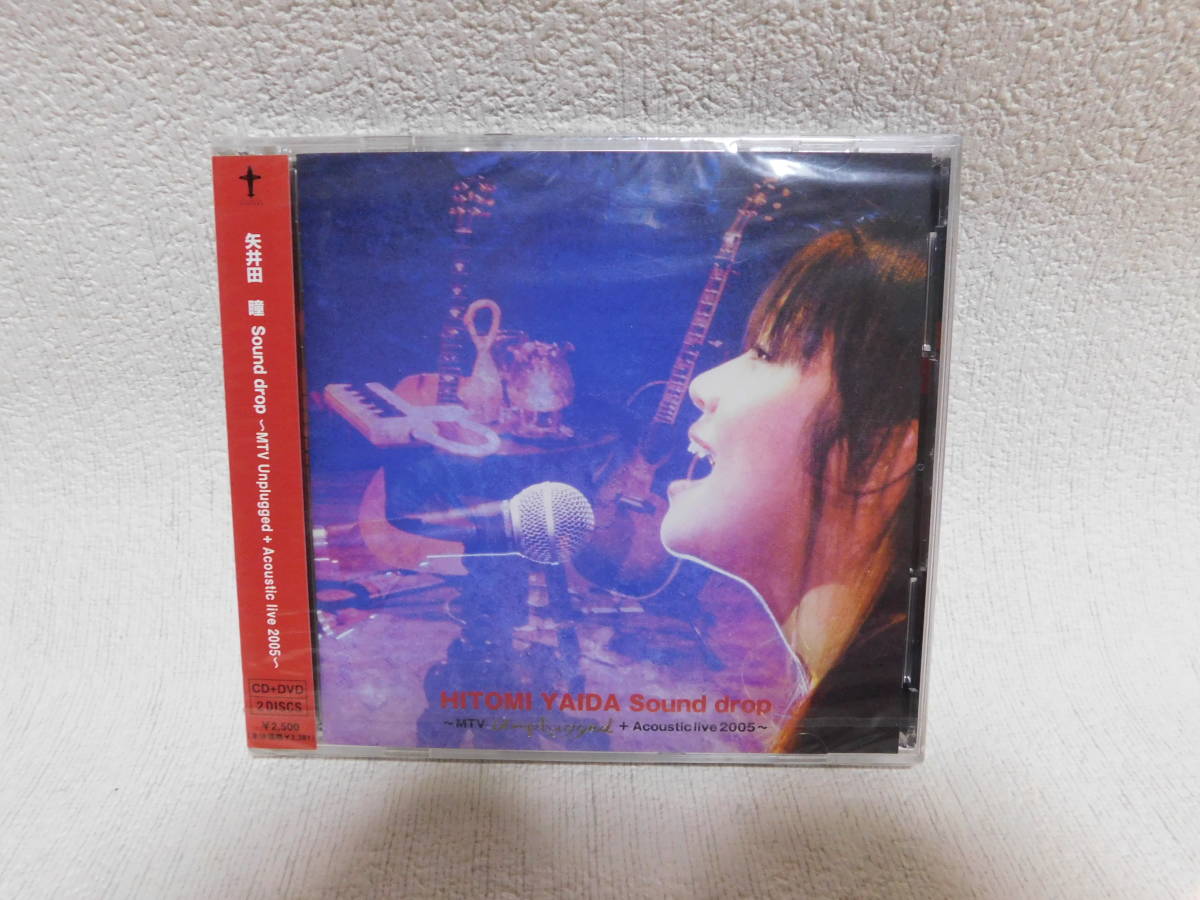 矢井田 瞳 Sound drop ～MTV Unplugged + Acoustic live 2005～
CD+DVD
2 DISCS
￥2,500
HITOMI YAIDA Sound drop
～MTV Unplugged + Acoustic live 2005～